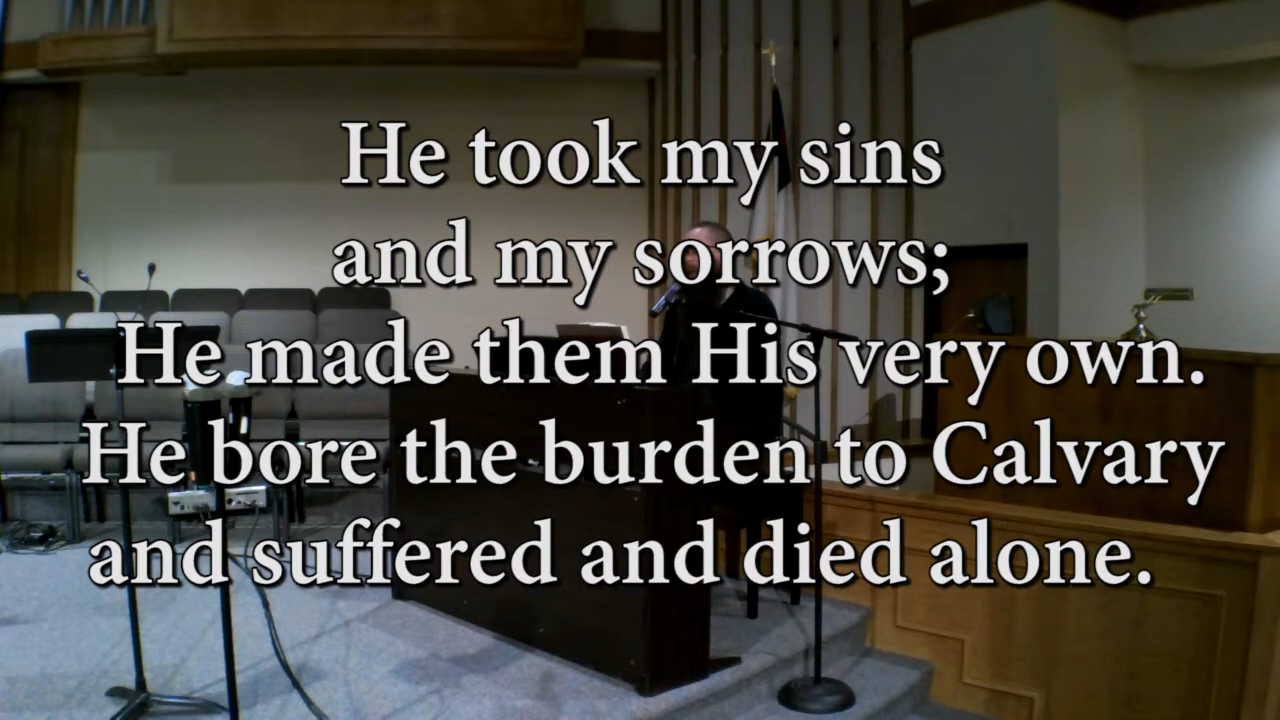 He took my sins
and my sorrows;
He made them His very own.
He bore the burden to Calvary
and suffered and died alone.